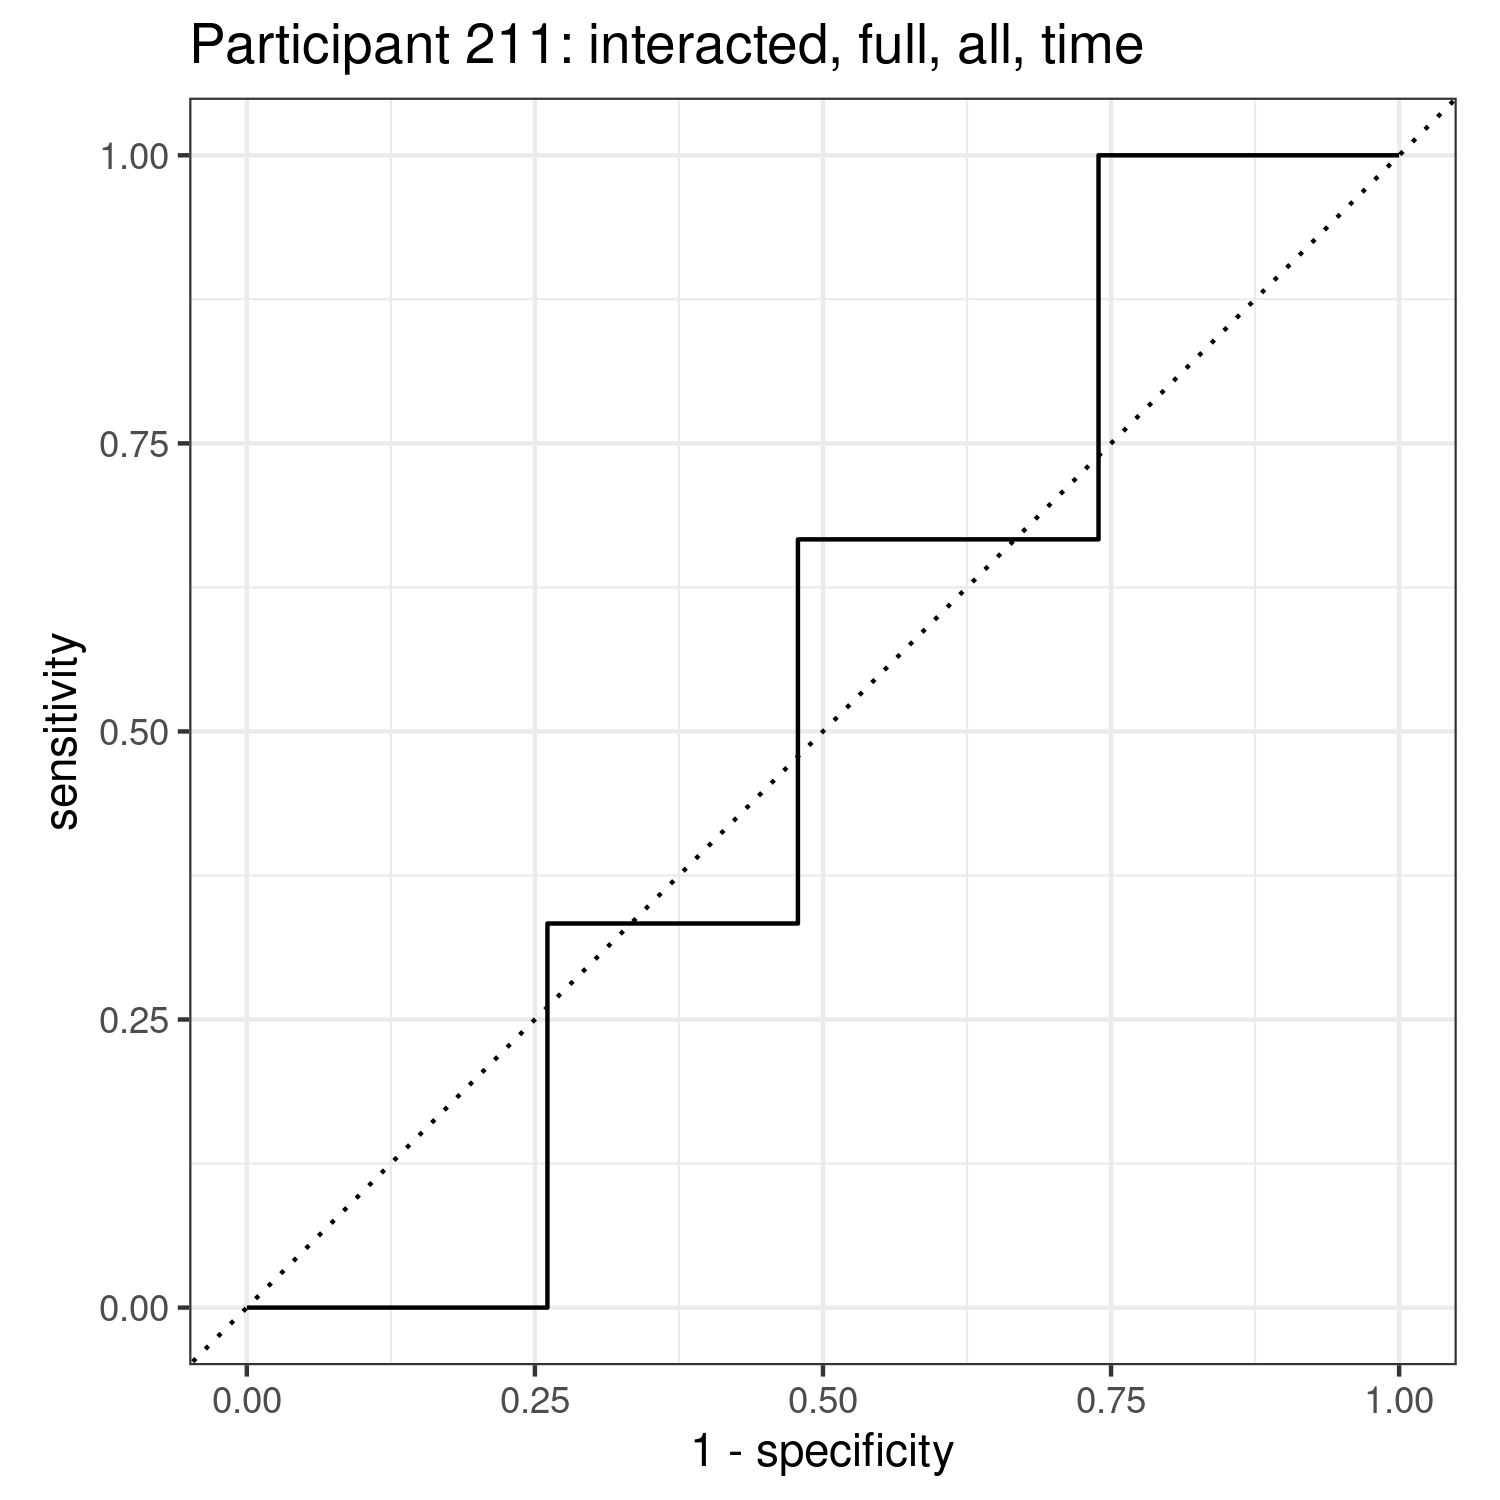 Participant 211: interacted, full, all, time
1.00
0.75
0.50
0.25
0.00
sensitivity
0.00 0.25 0.50 0.75 1.00
1 - specificity